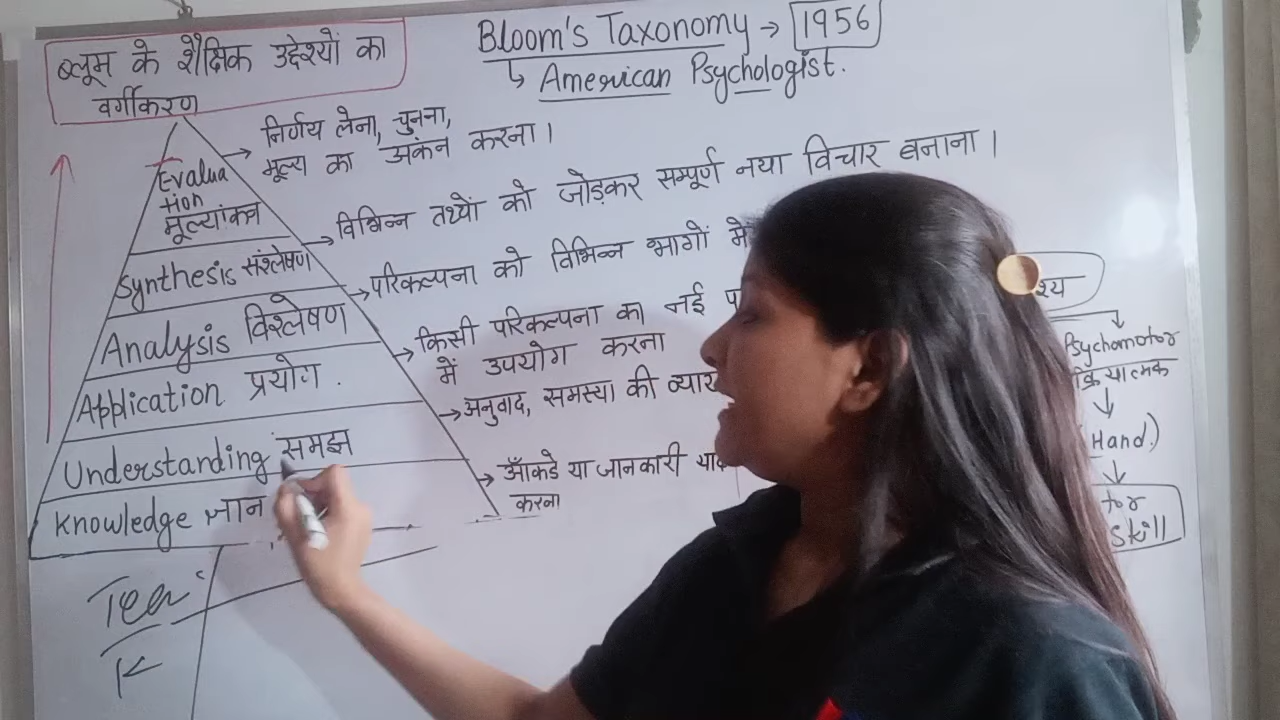 ब्लूम के शैक्षिक उद्देश्यों का
वर्गीकरण
Bloom's Taxonomy → 1956
↳ American Psychologist.
Evalua
tion
मूल्यांकन
→ निर्णय लेना, चुनना,
मूल्य का अंकन करना।
Synthesis संश्लेषण
→ विभिन्न तथ्यों को जोड़कर सम्पूर्ण नया विचार बनाना।
Analysis विश्लेषण
→ परिकल्पना को विभिन्न भागों में
Application प्रयोग.
→ किसी परिकल्पना का नई
में उपयोग करना
Understanding समझ
→ अनुवाद, समस्या की
Knowledge ज्ञान
→ आँकडे या जानकारी
करना
Psychomotor
क्रियात्मक
↓
(Hand.)
↓
tor
Skill
K